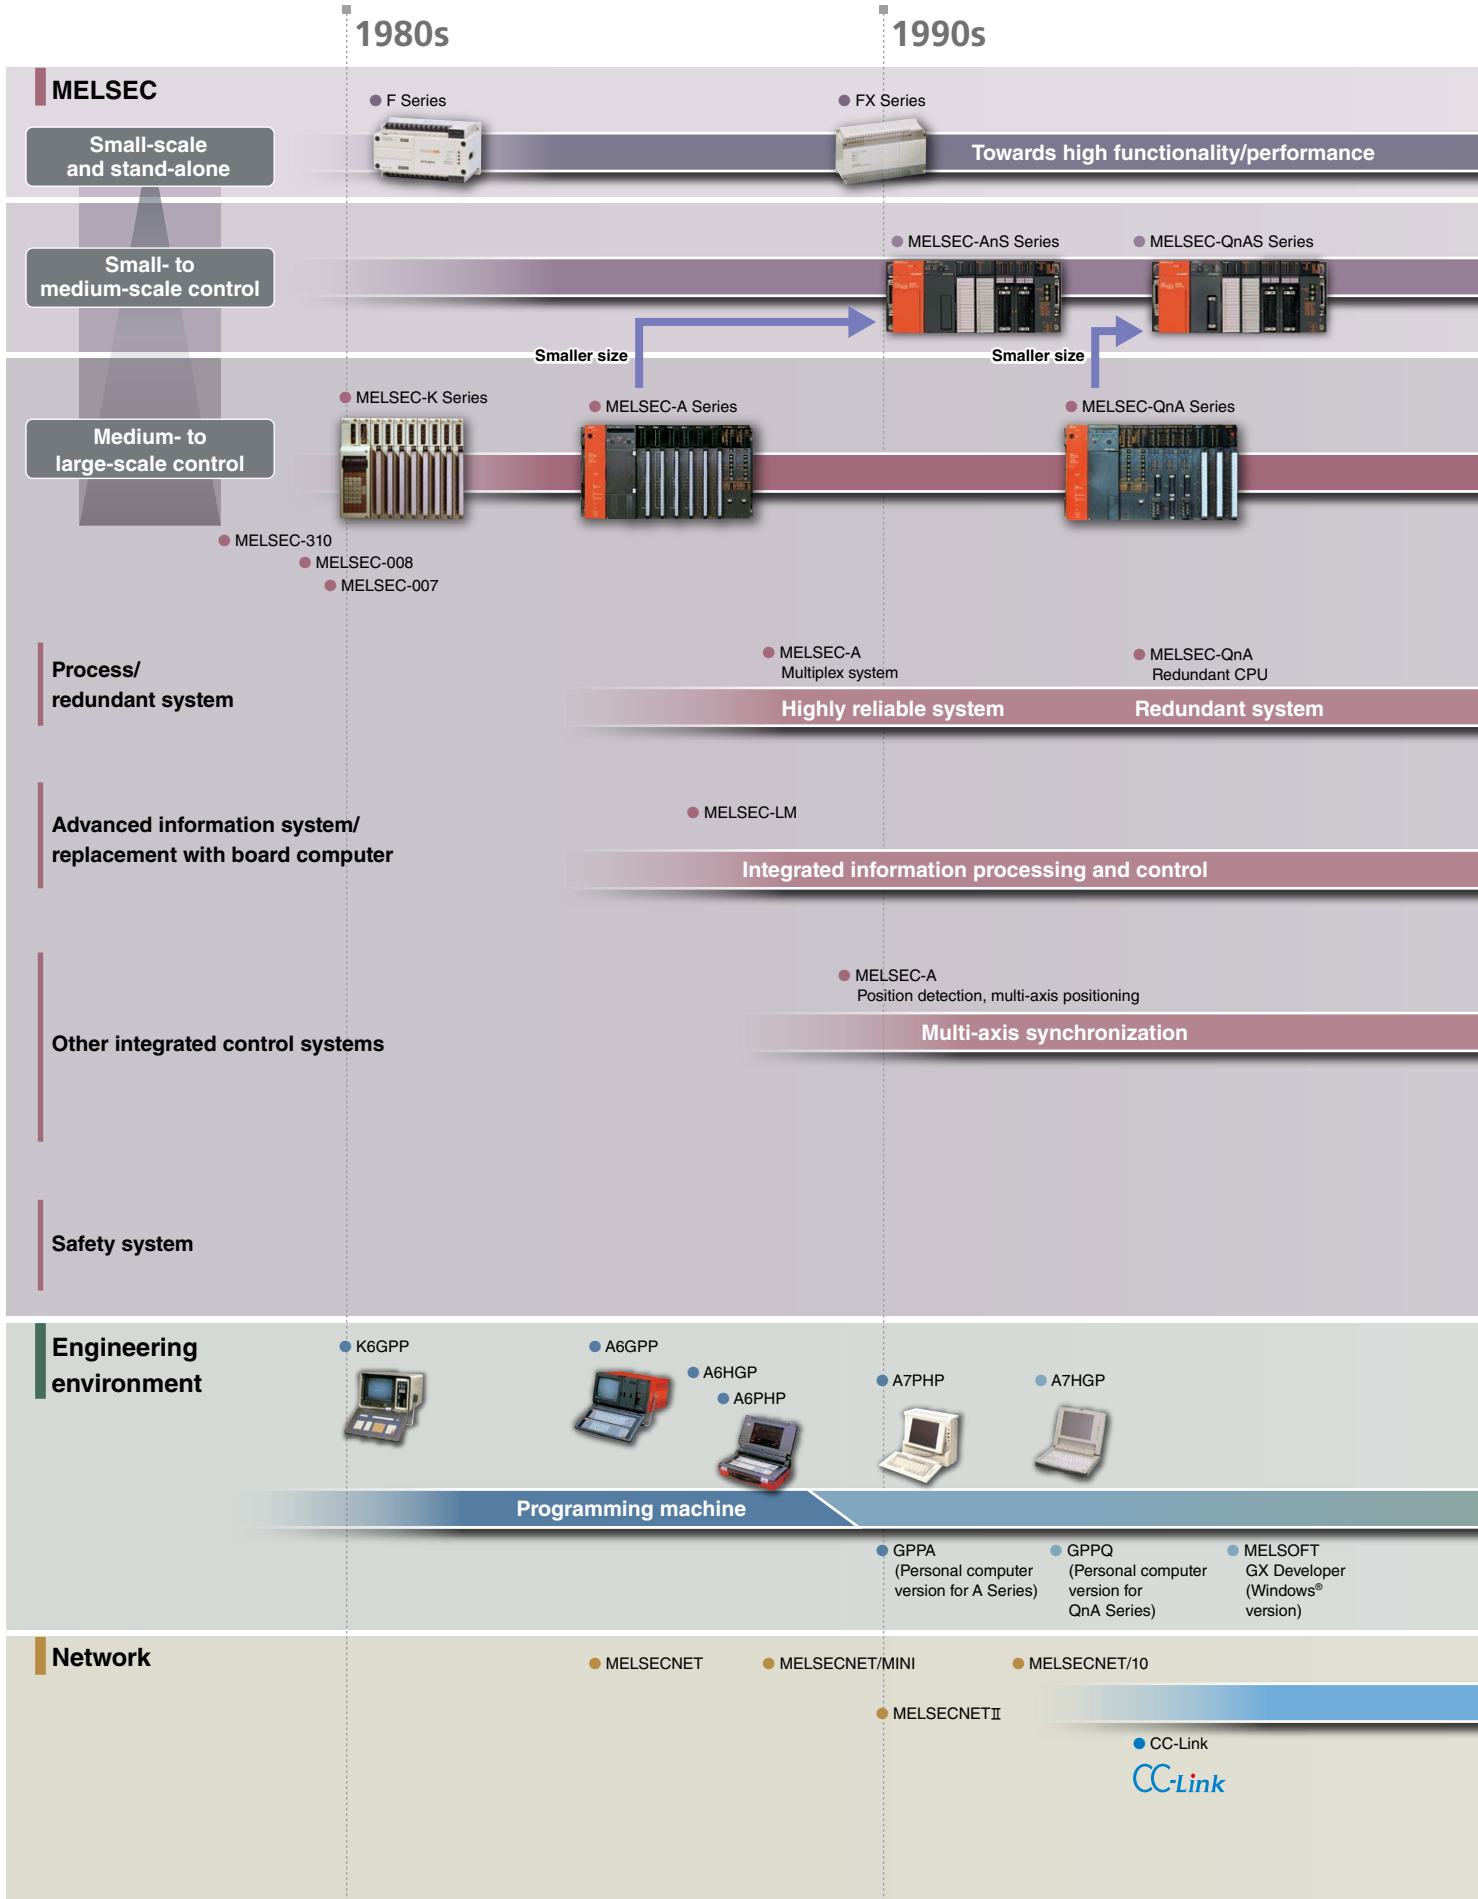 1980s
1990s
MELSEC
F Series
FX Series
Small-scale
and stand-alone
Towards high functionality/performance
MELSEC-AnS Series
MELSEC-QnAS Series
Small- to
medium-scale control
Smaller size
Smaller size
MELSEC-K Series
MELSEC-A Series
MELSEC-QnA Series
Medium- to
large-scale control
MELSEC-310
MELSEC-008
MELSEC-007
Process/
redundant system
MELSEC-A
Multiplex system
MELSEC-QnA
Redundant CPU
Highly reliable system
Redundant system
Advanced information system/
replacement with board computer
MELSEC-LM
Integrated information processing and control
MELSEC-A
Position detection, multi-axis positioning
Other integrated control systems
Multi-axis synchronization
Safety system
Engineering
environment
K6GPP
A6GPP
A6HGP
A6PHP
A7PHP
A7HGP
Programming machine
GPPA
(Personal computer
version for A Series)
GPPQ
(Personal computer
version for
QnA Series)
MELSOFT
GX Developer
(Windows®
version)
Network
MELSECNET
MELSECNET/MINI
MELSECNET/10
MELSECNETⅡ
CC-Link
CC-Link